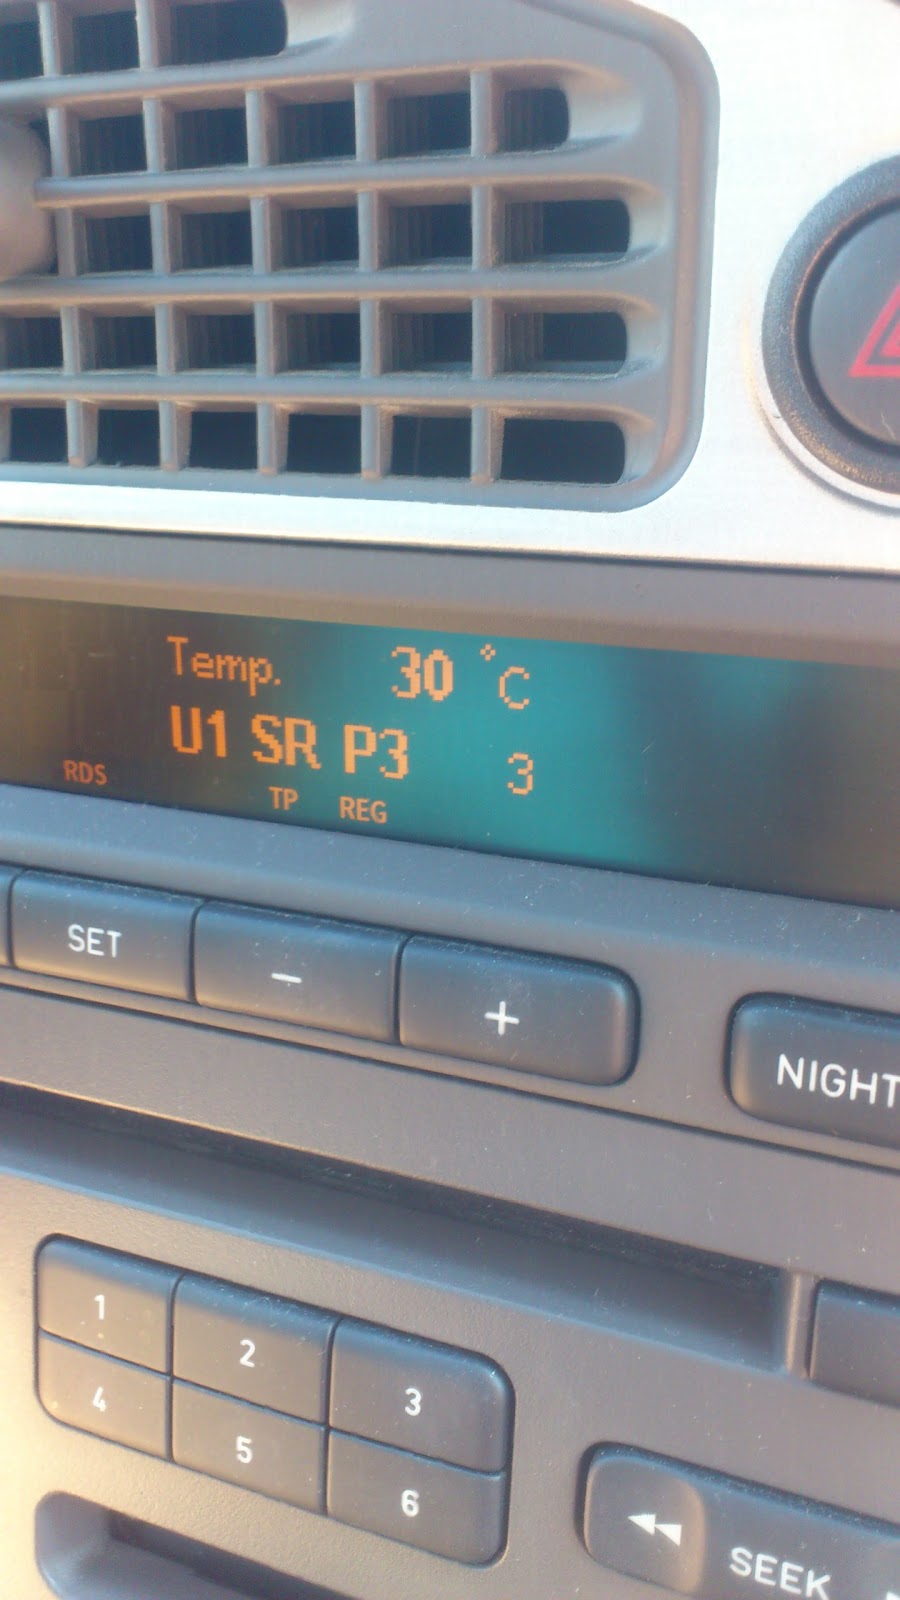 Temp. 30 °C
U1 SR P3 3
RDS TP REG
SET - +
NIGHT
1 2 3
4 5 6
SEEK